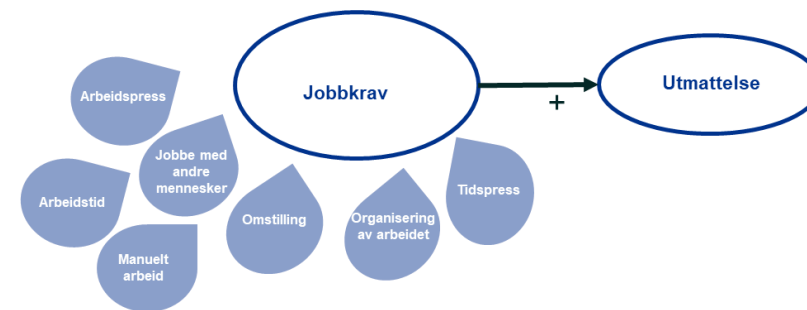 Jobbkrav
+
Utmattelse
Arbeidspress
Jobbe med
andre
mennesker
Arbeidstid
Manuelt
arbeid
Omstilling
Organisering
av arbeidet
Tidspress